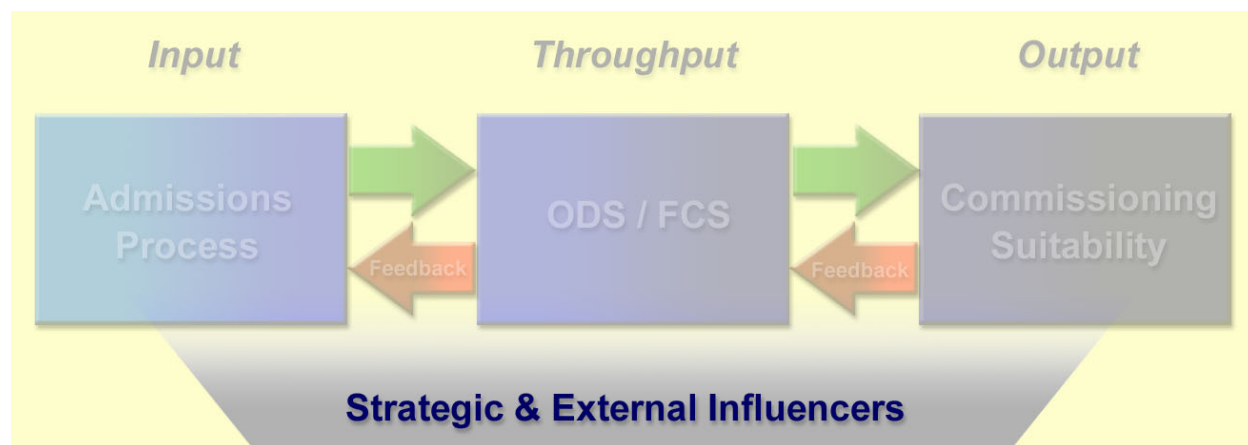 Input
Throughput
Output
Admissions
Process
ODS / FCS
Commissioning
Suitability
Feedback
Feedback
Strategic & External Influencers